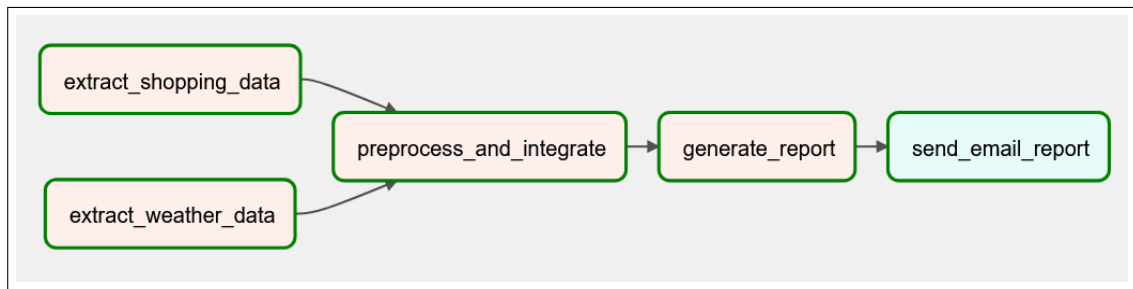 extract_shopping_data
extract_weather_data
preprocess_and_integrate
generate_report
send_email_report